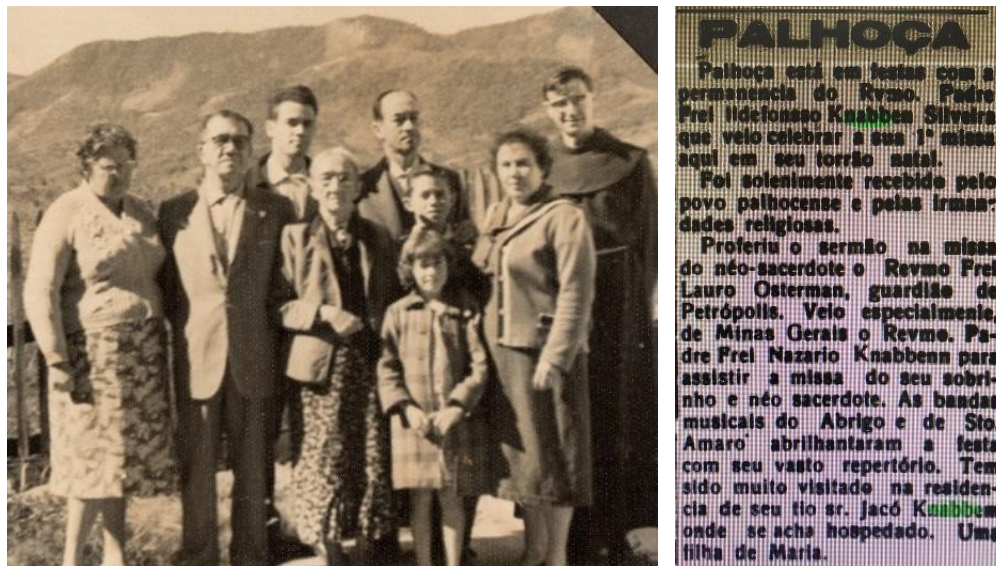 PALHOÇA
Palhoça está em festas com a
permanencia do Rvmo. Padre
Frei Ildefonsso Knabben Silveira
que veio celebrar a sua 1ª missa
aqui em seu torrão natal.
Foi solenimente recebido pelo
povo palhocense e pelas irman-
dades religiosas.
Proferiu o sermão na missa
do néo-sacerdote o Revmo Frei
Lauro Osterman, guardião de
Petrópolis. Veio especialmente,
de Minas Gerais o Revmo. Pa-
dre Frei Nazario Knabbenn para
assistir a missa do seu sobri-
nho e néo sacerdote. As bandas
musicais do Abrigo e de Sto.
Amaro abrilhantaram a festa
com seu vasto repertório. Tem
sido muito visitado na residen-
cia de seu tio sr. Jacó Knabben
onde se acha hospedado. Uma
filha de Maria.